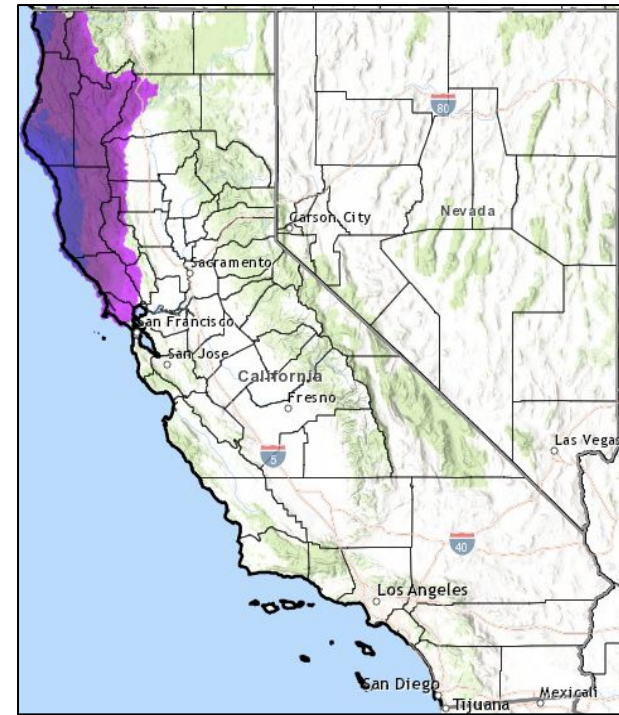 80
Nevada
Carson City
Sacramento
San Francisco
San Jose
California
Fresno
5
Las Vegas
40
Los Angeles
San Diego
Tijuana
Mexicali